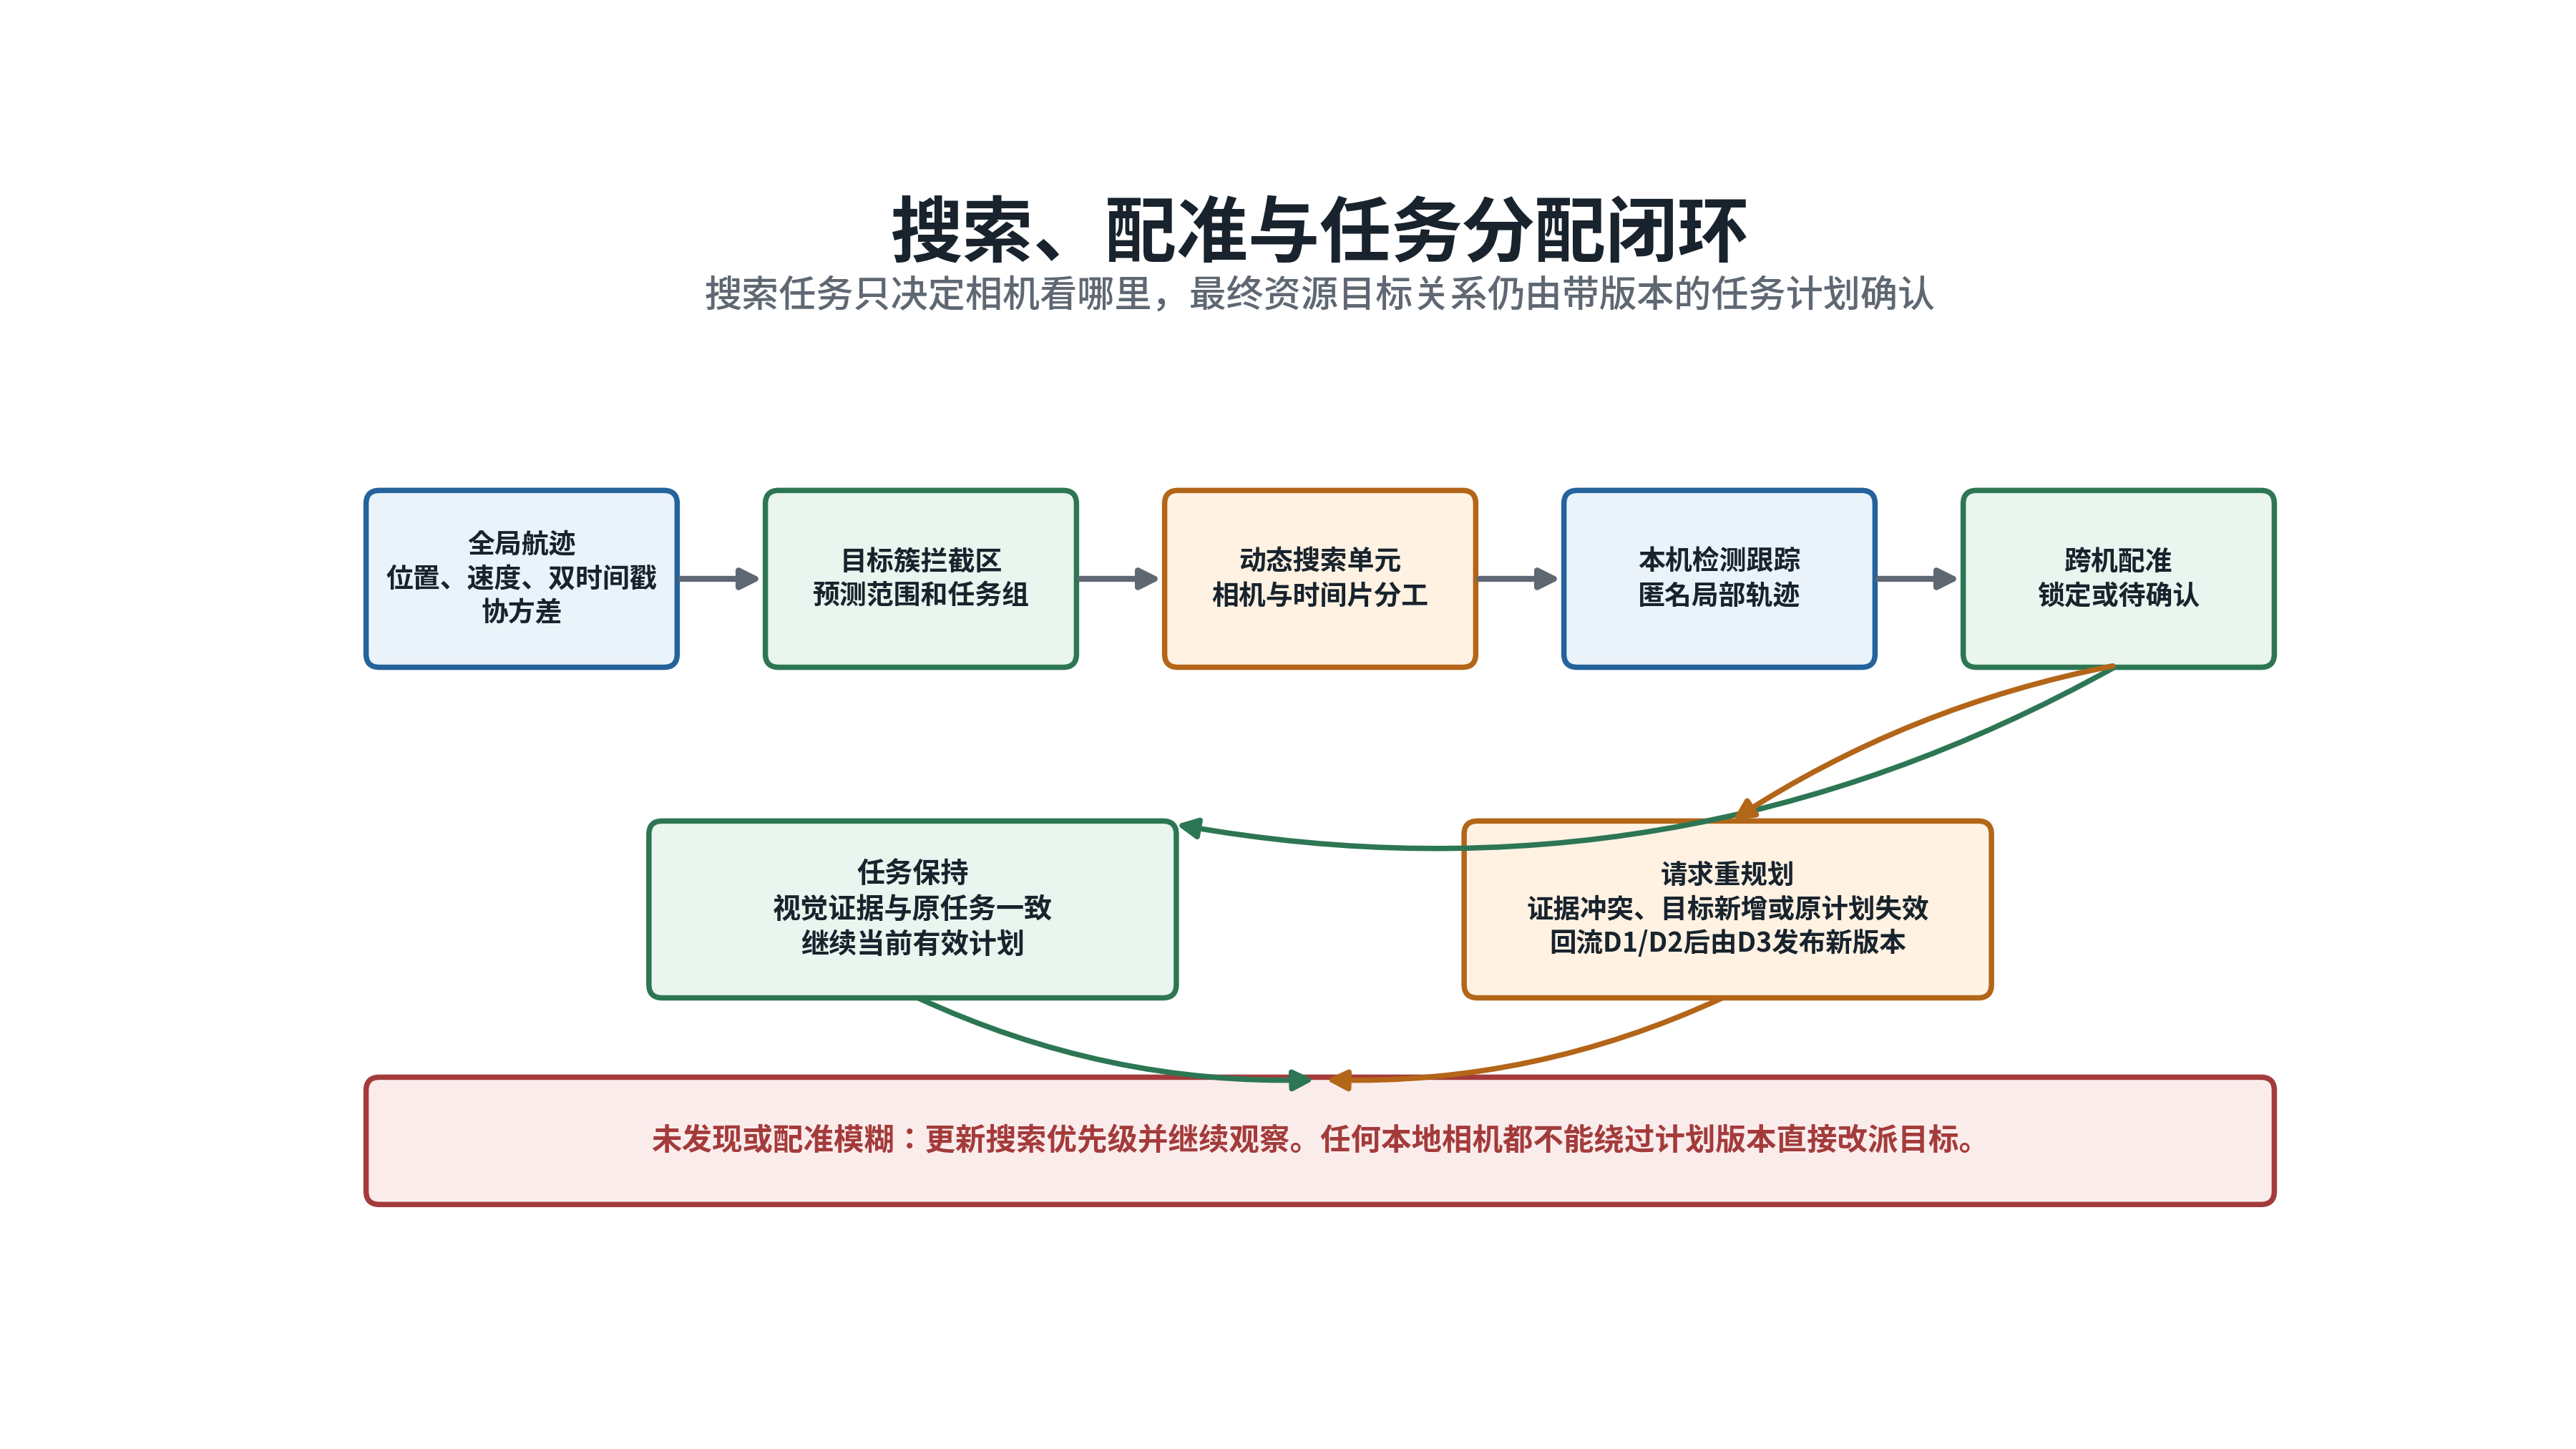 搜索、配准与任务分配闭环
搜索任务只决定相机看哪里，最终资源目标关系仍由带版本的任务计划确认
全局航迹
位置、速度、双时间戳
协方差
目标簇拦截区
预测范围和任务组
动态搜索单元
相机与时间片分工
本机检测跟踪
匿名局部轨迹
跨机配准
锁定或待确认
任务保持
视觉证据与原任务一致
继续当前有效计划
请求重规划
证据冲突、目标新增或原计划失效
回流D1/D2后由D3发布新版本
未发现或配准模糊：更新搜索优先级并继续观察。任何本地相机都不能绕过计划版本直接改派目标。